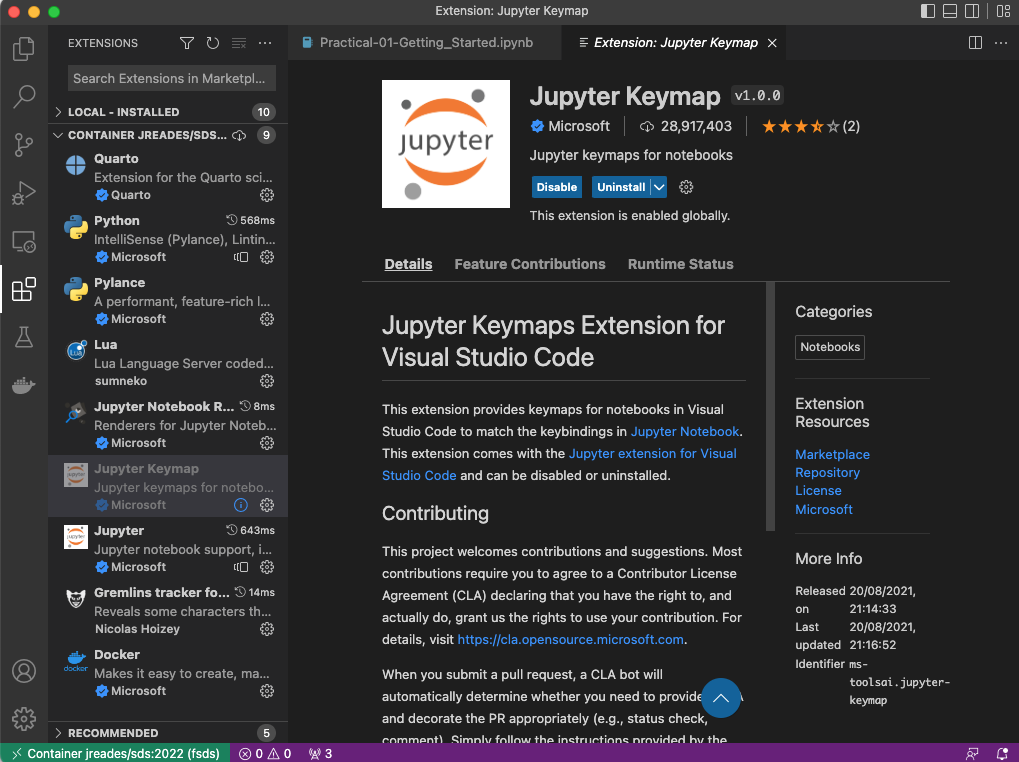 Extension: Jupyter Keymap
EXTENSIONS
Search Extensions in Marketpl...
LOCAL - INSTALLED 10
CONTAINER JREADES/SDS... 9
Quarto
Extension for the Quarto sci...
Quarto
Python 568ms
IntelliSense (Pylance), Lintin...
Microsoft
Pylance
A performant, feature-rich l...
Microsoft
Lua
Lua Language Server coded...
sumneko
Jupyter Notebook R... 8ms
Renderers for Jupyter Noteb...
Microsoft
Jupyter Keymap
Jupyter keymaps for notebo...
Microsoft
Jupyter 643ms
Jupyter notebook support, i...
Microsoft
Gremlins tracker fo... 14ms
Reveals some characters th...
Nicolas Hoizey
Docker
Makes it easy to create, ma...
Microsoft
RECOMMENDED 5
Practical-01-Getting_Started.ipynb
Extension: Jupyter Keymap
jupyter
Jupyter Keymap v1.0.0
Microsoft 28,917,403 (2)
Jupyter keymaps for notebooks
Disable Uninstall
This extension is enabled globally.
Details Feature Contributions Runtime Status
Jupyter Keymaps Extension for
Visual Studio Code
This extension provides keymaps for notebooks in Visual
Studio Code to match the keybindings in Jupyter Notebook.
This extension comes with the Jupyter extension for Visual
Studio Code and can be disabled or uninstalled.
Contributing
This project welcomes contributions and suggestions. Most
contributions require you to agree to a Contributor License
Agreement (CLA) declaring that you have the right to, and
actually do, grant us the rights to use your contribution. For
details, visit https://cla.opensource.microsoft.com.
When you submit a pull request, a CLA bot will
automatically determine whether you need to provide A
and decorate the PR appropriately (e.g., status check,
comment). Simply follow the instructions provided by the
Categories
Notebooks
Extension
Resources
Marketplace
Repository
License
Microsoft
More Info
Released 20/08/2021,
on 21:14:33
Last 20/08/2021,
updated 21:16:52
Identifier ms-
toolsai.jupyter-
keymap
Container jreades/sds:2022 (fsds) 0 0 3